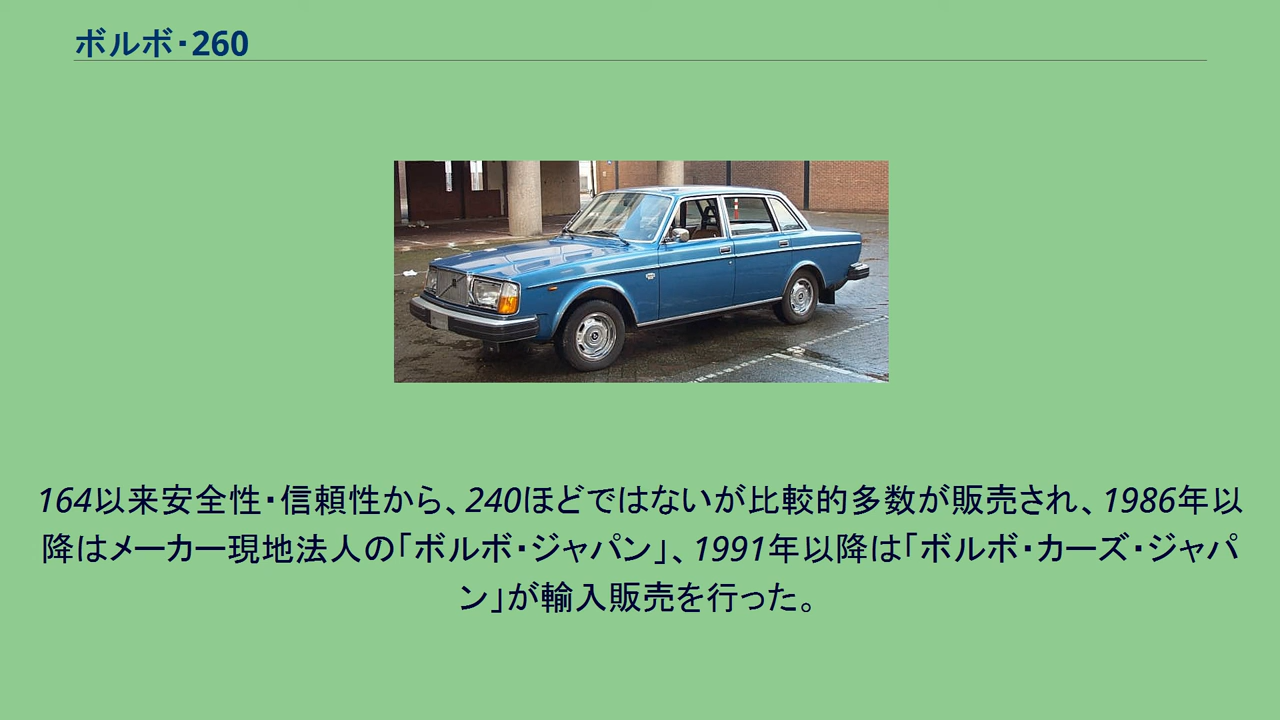 ボルボ・260
164以来安全性・信頼性から、240ほどではないが比較的多数が販売され、1986年以
降はメーカー現地法人の「ボルボ・ジャパン」、1991年以降は「ボルボ・カーズ・ジャパ
ン」が輸入販売を行った。